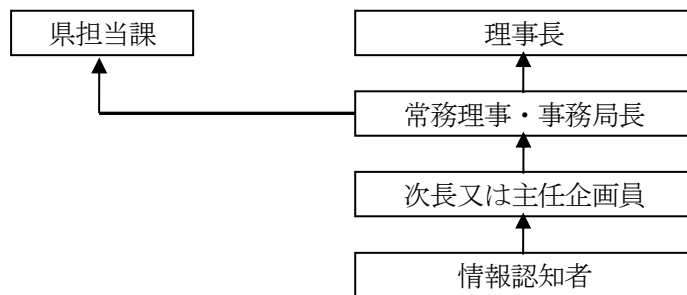 県担当課
理事長
常務理事・事務局長
次長又は主任企画員
情報認知者